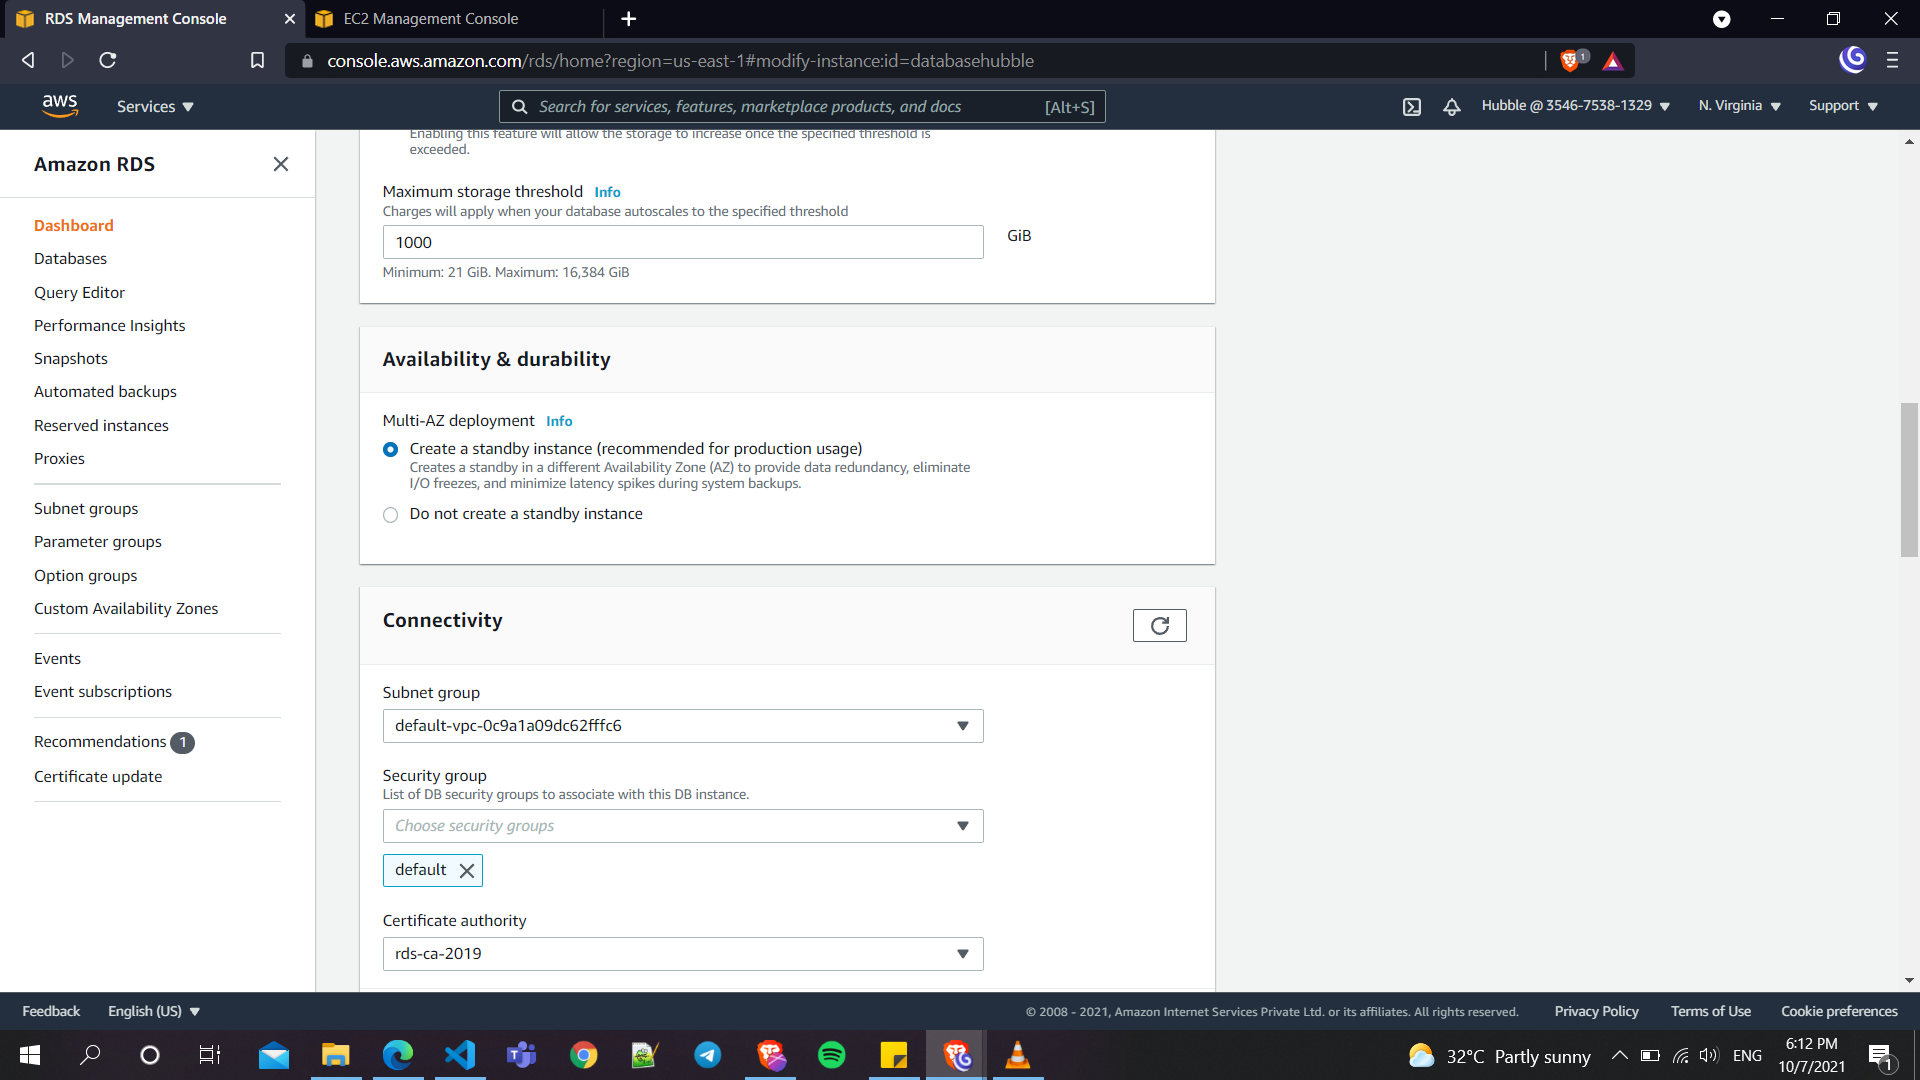 RDS Management Console
EC2 Management Console
console.aws.amazon.com/rds/home?region=us-east-1#modify-instance:id=databasehubble
1
aws
Services
Search for services, features, marketplace products, and docs [Alt+S]
Hubble @ 3546-7538-1329
N. Virginia
Support
Amazon RDS
Dashboard
Databases
Query Editor
Performance Insights
Snapshots
Automated backups
Reserved instances
Proxies
Subnet groups
Parameter groups
Option groups
Custom Availability Zones
Events
Event subscriptions
Recommendations 1
Certificate update
Enabling this feature will allow the storage to increase once the specified threshold is
exceeded.
Maximum storage threshold Info
Charges will apply when your database autoscales to the specified threshold
1000 GiB
Minimum: 21 GiB. Maximum: 16,384 GiB
Availability & durability
Multi-AZ deployment Info
Create a standby instance (recommended for production usage)
Creates a standby in a different Availability Zone (AZ) to provide data redundancy, eliminate
I/O freezes, and minimize latency spikes during system backups.
Do not create a standby instance
Connectivity
Subnet group
default-vpc-0c9a1a09dc62fffc6
Security group
List of DB security groups to associate with this DB instance.
Choose security groups
default
Certificate authority
rds-ca-2019
Feedback
English (US)
© 2008 - 2021, Amazon Internet Services Private Ltd. or its affiliates. All rights reserved.
Privacy Policy
Terms of Use
Cookie preferences
32°C Partly sunny
ENG
6:12 PM
10/7/2021
1